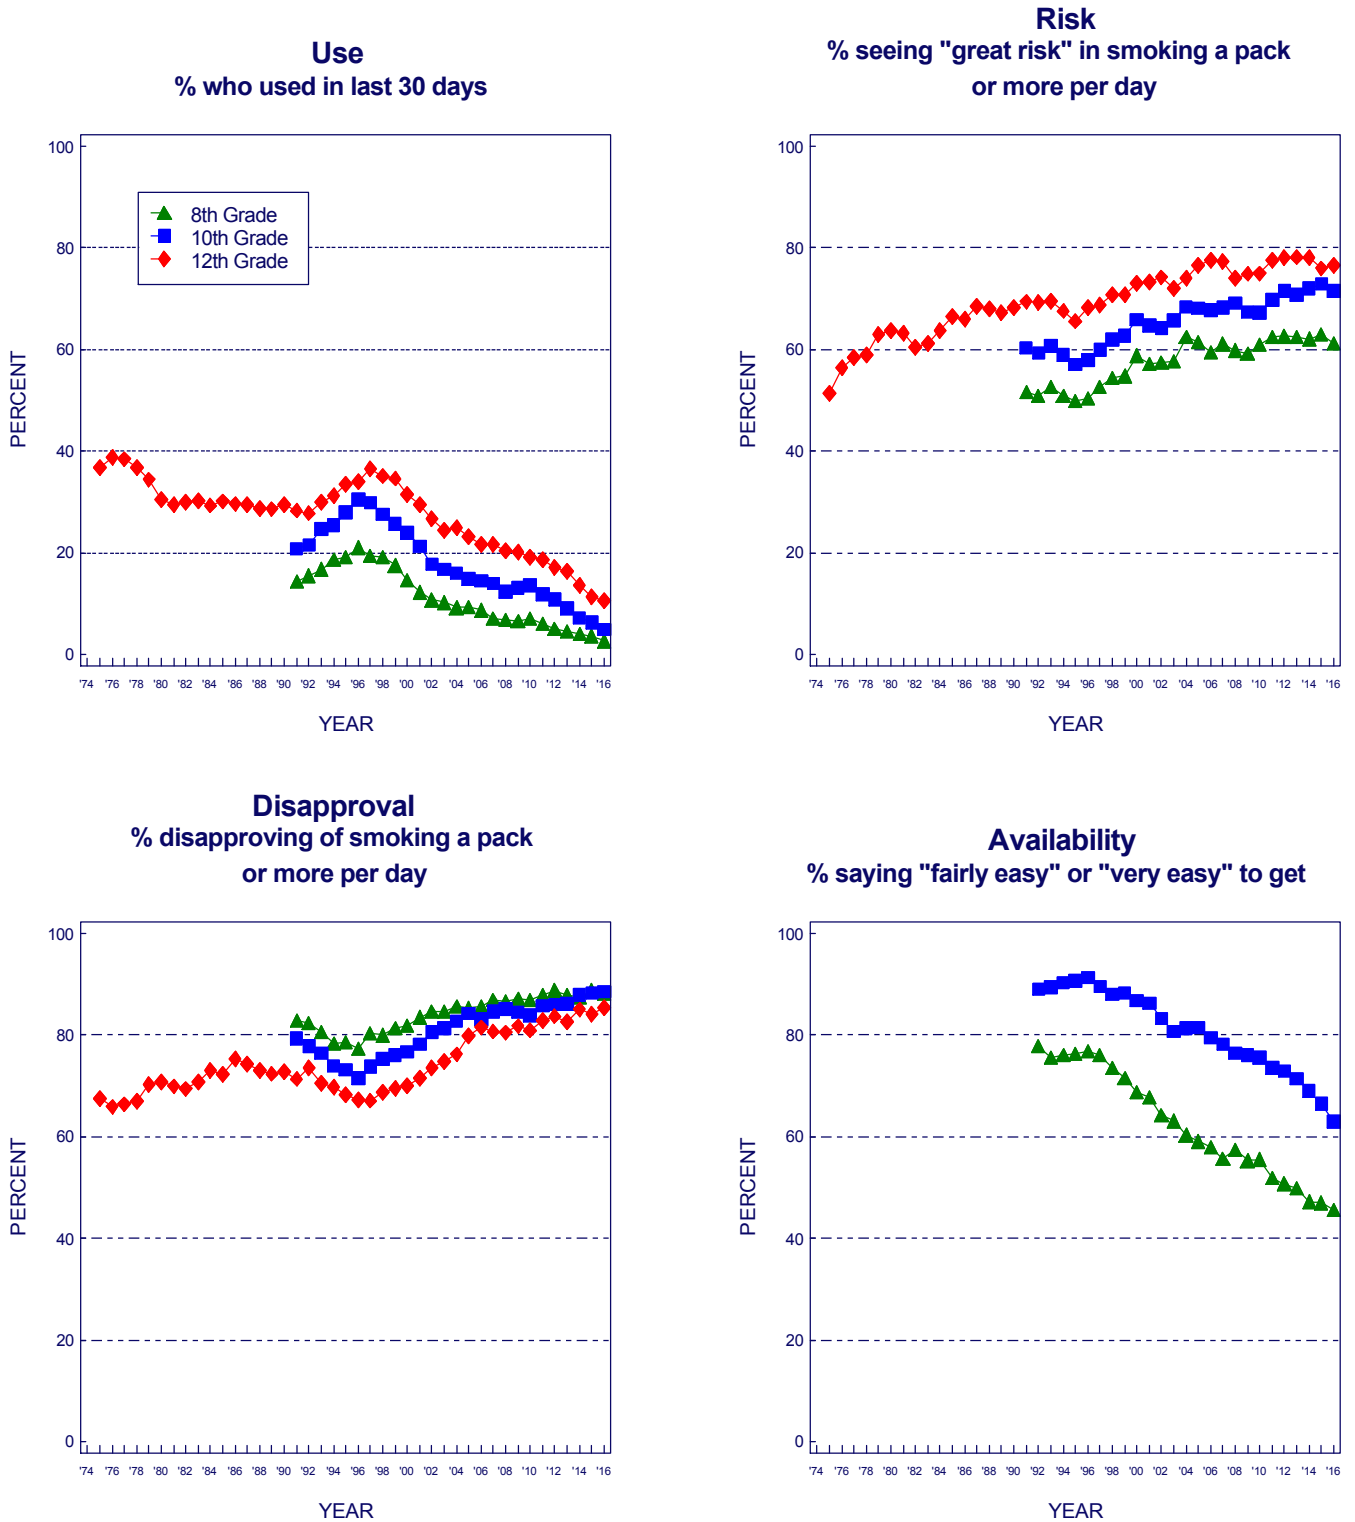 Use
% who used in last 30 days
100
80
60
40
20
0
PERCENT
8th Grade
10th Grade
12th Grade
'74 '76 '78 '80 '82 '84 '86 '88 '90 '92 '94 '96 '98 '00 '02 '04 '06 '08 '10 '12 '14 '16
YEAR
Risk
% seeing "great risk" in smoking a pack
or more per day
100
80
60
40
20
0
PERCENT
'74 '76 '78 '80 '82 '84 '86 '88 '90 '92 '94 '96 '98 '00 '02 '04 '06 '08 '10 '12 '14 '16
YEAR
Disapproval
% disapproving of smoking a pack
or more per day
100
80
60
40
20
0
PERCENT
'74 '76 '78 '80 '82 '84 '86 '88 '90 '92 '94 '96 '98 '00 '02 '04 '06 '08 '10 '12 '14 '16
YEAR
Availability
% saying "fairly easy" or "very easy" to get
100
80
60
40
20
0
PERCENT
'74 '76 '78 '80 '82 '84 '86 '88 '90 '92 '94 '96 '98 '00 '02 '04 '06 '08 '10 '12 '14 '16
YEAR